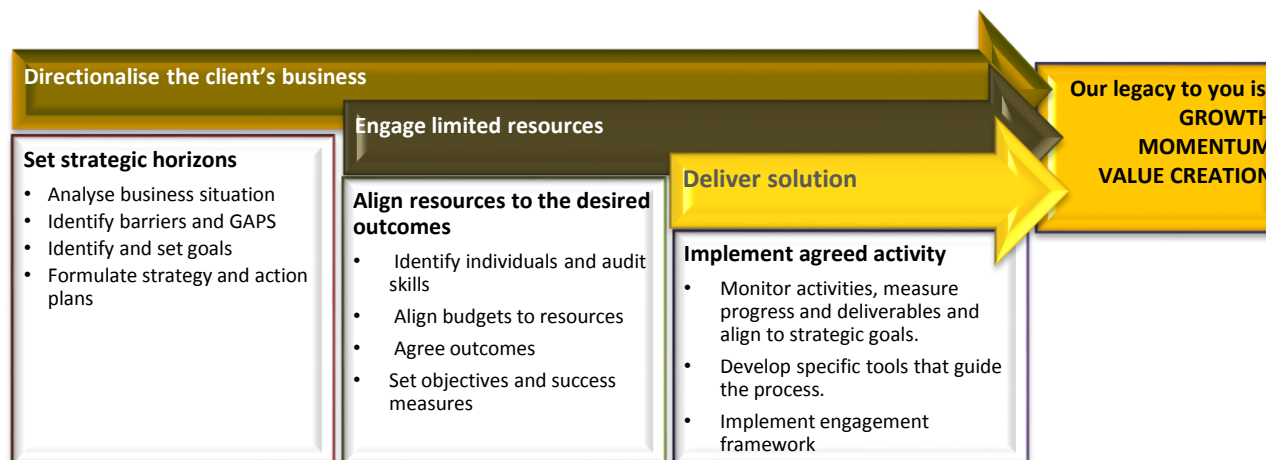 Directionalise the client's business
Set strategic horizons
• Analyse business situation
• Identify barriers and GAPS
• Identify and set goals
• Formulate strategy and action
plans
Engage limited resources
Align resources to the desired
outcomes
• Identify individuals and audit
skills
• Align budgets to resources
• Agree outcomes
• Set objectives and success
measures
Deliver solution
Implement agreed activity
• Monitor activities, measure
progress and deliverables and
align to strategic goals.
• Develop specific tools that guide
the process.
• Implement engagement
framework
Our legacy to you is
GROWTH
MOMENTUM
VALUE CREATION